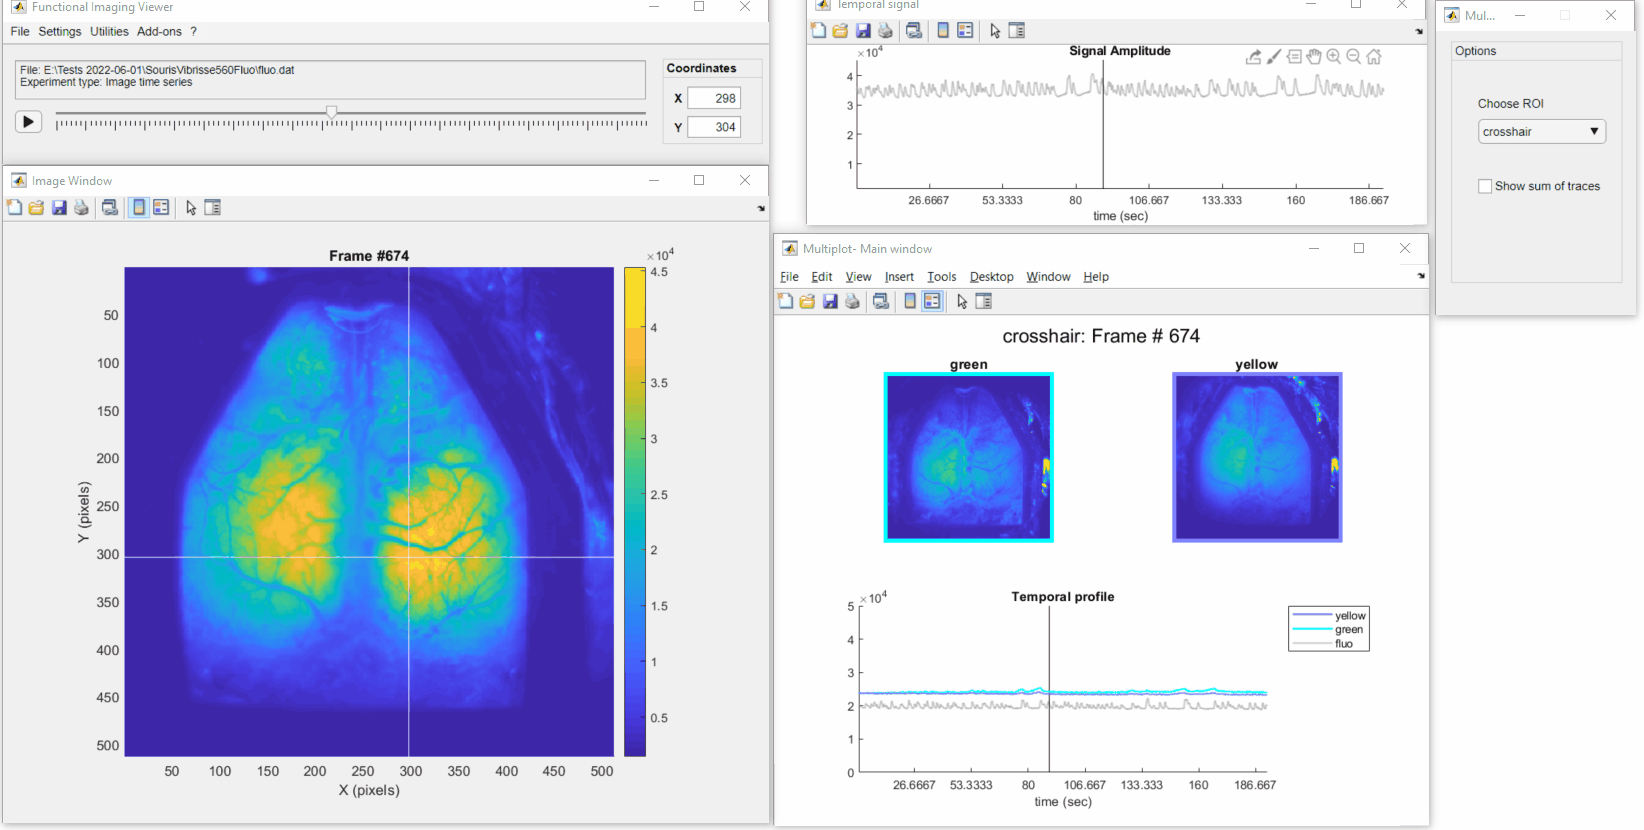 Functional Imaging Viewer
File Settings Utilities Add-ons ?
File: E:\Tests 2022-06-01\SourisVibrisse560Fluo\fluo.dat
Experiment type: Image time series
Coordinates
X 298
Y 304
Image Window
Frame #674
×10^4
4.5
4
3.5
3
2.5
2
1.5
1
0.5
50
100
150
200
250
300
350
400
450
500
Y (pixels)
50 100 150 200 250 300 350 400 450 500
X (pixels)
Temporal signal
Signal Amplitude
×10^4
4
3
2
1
26.6667 53.3333 80 106.667 133.333 160 186.667
time (sec)
Multiplot- Main window
File Edit View Insert Tools Desktop Window Help
crosshair: Frame # 674
green
yellow
Temporal profile
×10^4
5
4
3
2
1
0
26.6667 53.3333 80 106.667 133.333 160 186.667
time (sec)
yellow
green
fluo
Mul...
Options
Choose ROI
crosshair
Show sum of traces